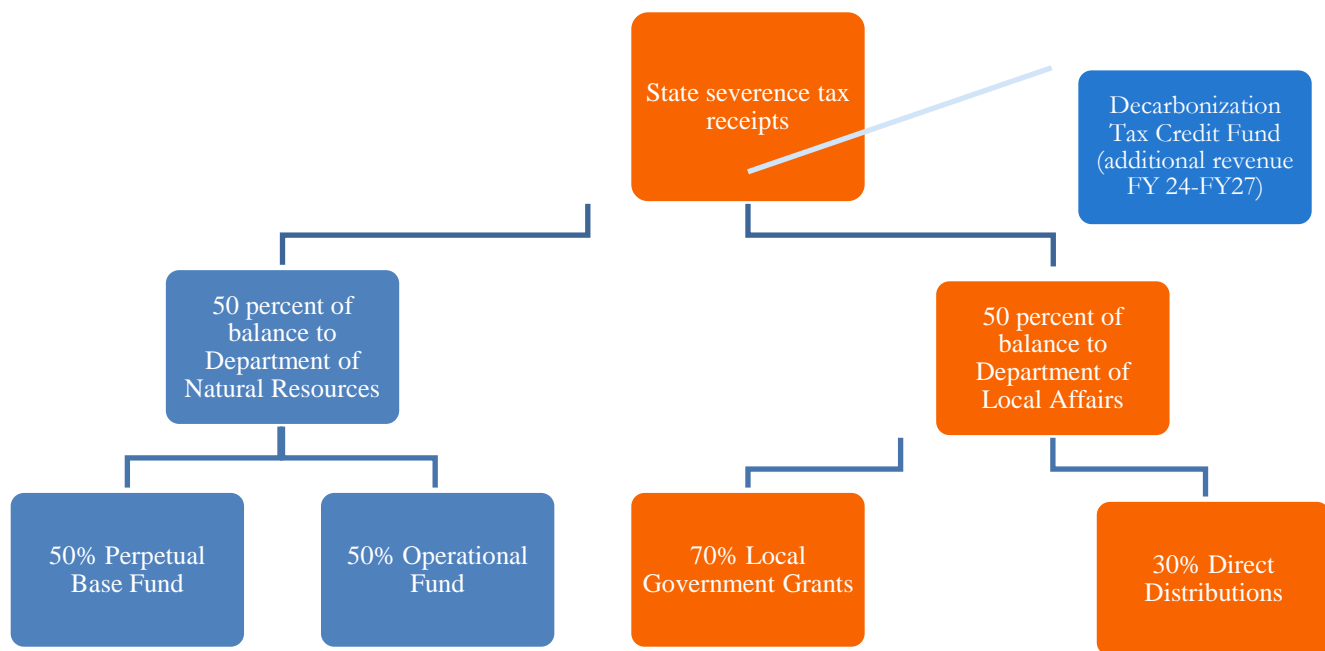 State severence tax
receipts
Decarbonization
Tax Credit Fund
(additional revenue
FY 24-FY27)
50 percent of
balance to
Department of
Natural Resources
50 percent of
balance to
Department of
Local Affairs
50% Perpetual
Base Fund
50% Operational
Fund
70% Local
Government Grants
30% Direct
Distributions